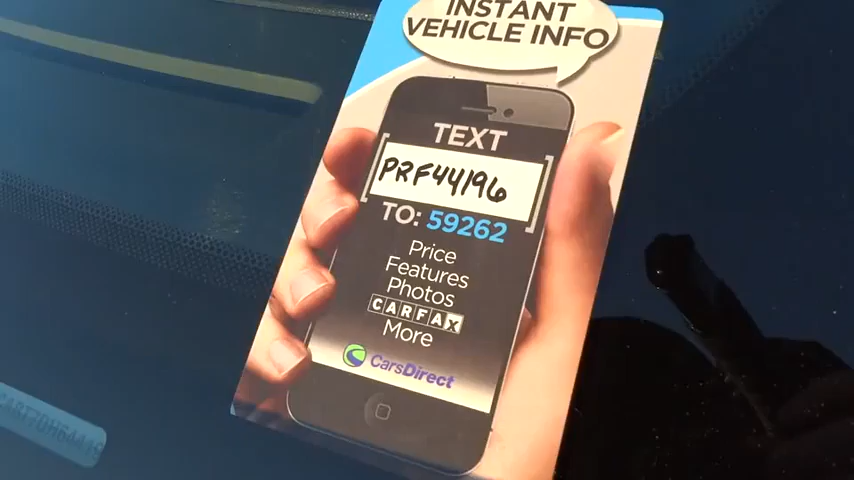 INSTANT
VEHICLE INFO
TEXT
PRF44196
TO: 59262
Price
Features
Photos
CARFAX
More
CarsDirect